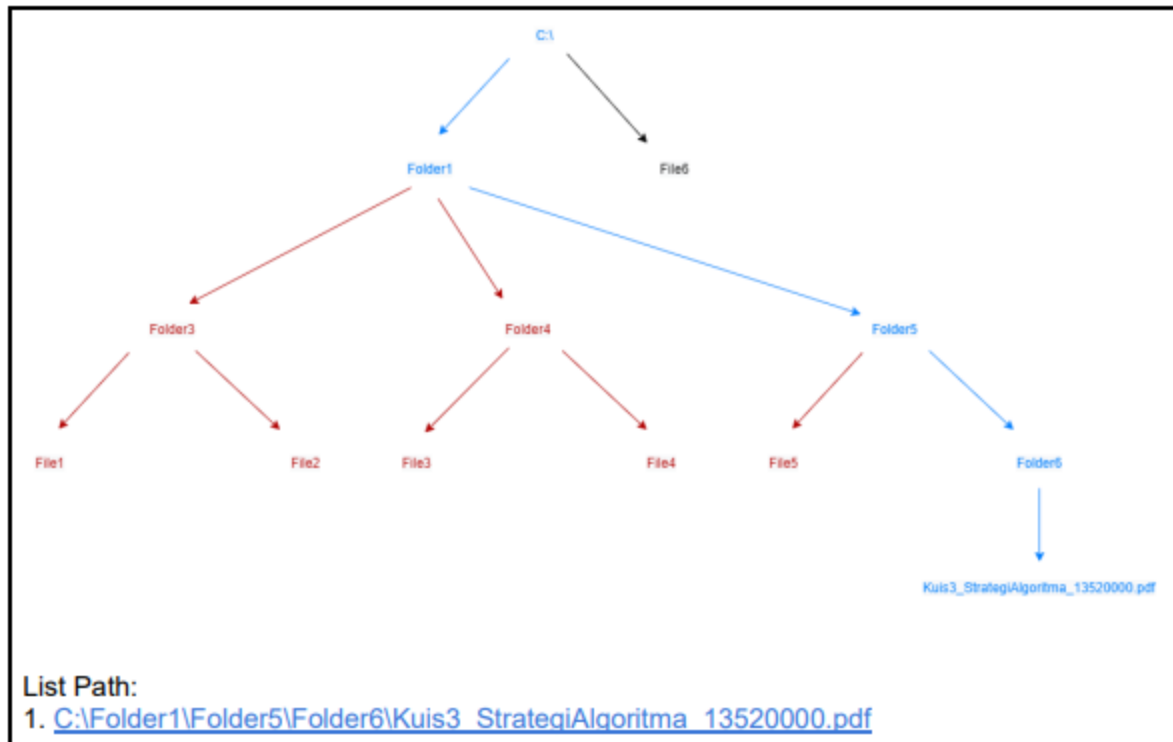 C:\
Folder1 File6
Folder3 Folder4 Folder5
File1 File2 File3 File4 File5 Folder6
Kuis3_StrategiAlgoritma_13520000.pdf
List Path:
1. C:\Folder1\Folder5\Folder6\Kuis3_StrategiAlgoritma_13520000.pdf